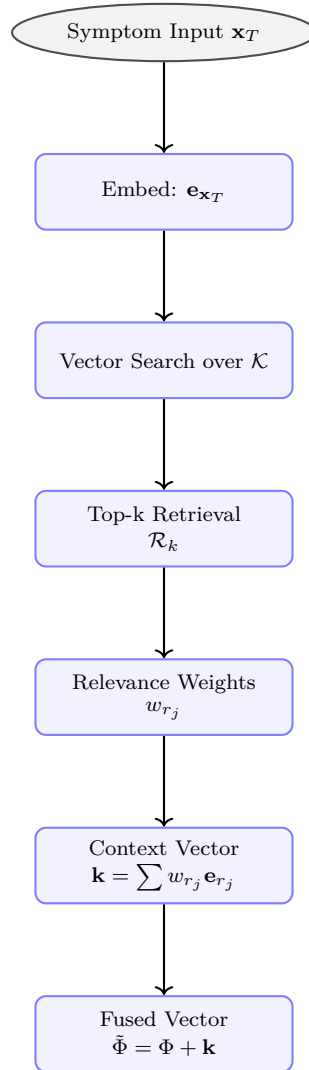 Symptom Input 𝐱_T
Embed: 𝐞_{𝐱_T}
Vector Search over 𝒦
Top-k Retrieval
ℛ_k
Relevance Weights
w_{r_j}
Context Vector
𝐤 = ∑ w_{r_j} 𝐞_{r_j}
Fused Vector
Φ̃ = Φ + 𝐤